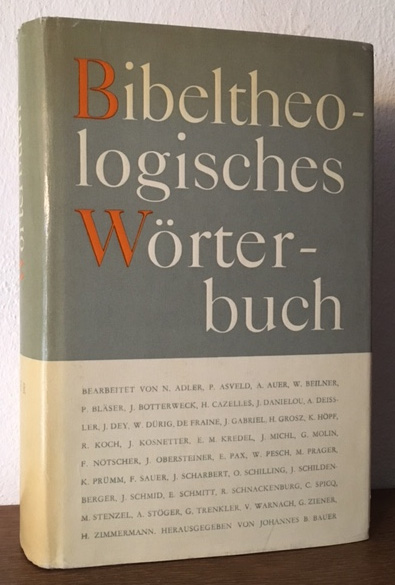 Bibeltheo-
logisches
Wörter-
buch
BEARBEITET VON N. ADLER, P. ASVELD, A. AUER, W. BEILNER,
P. BLÄSER, J. BOTTERWECK, H. CAZELLES, J. DANIELOU, A. DEISS-
LER, J. DEY, W. DÜRIG, DE FRAINE, J. GABRIEL, H. GROSZ, K. HÖPF,
R. KOCH, J. KOSNETTER, E. M. KREDEL, J. MICHL, G. MOLIN,
F. NÖTSCHER, J. OBERSTEINER, E. PAX, W. PESCH, M. PRAGER,
K. PRÜMM, F. SAUER, J. SCHARBERT, O. SCHILLING, J. SCHILDEN-
BERGER, J. SCHMID, E. SCHMITT, R. SCHNACKENBURG, C. SPICQ,
M. STENZEL, A. STÖGER, G. TRENKLER, V. WARNACH, G. ZIENER,
H. ZIMMERMANN. HERAUSGEGEBEN VON JOHANNES B. BAUER